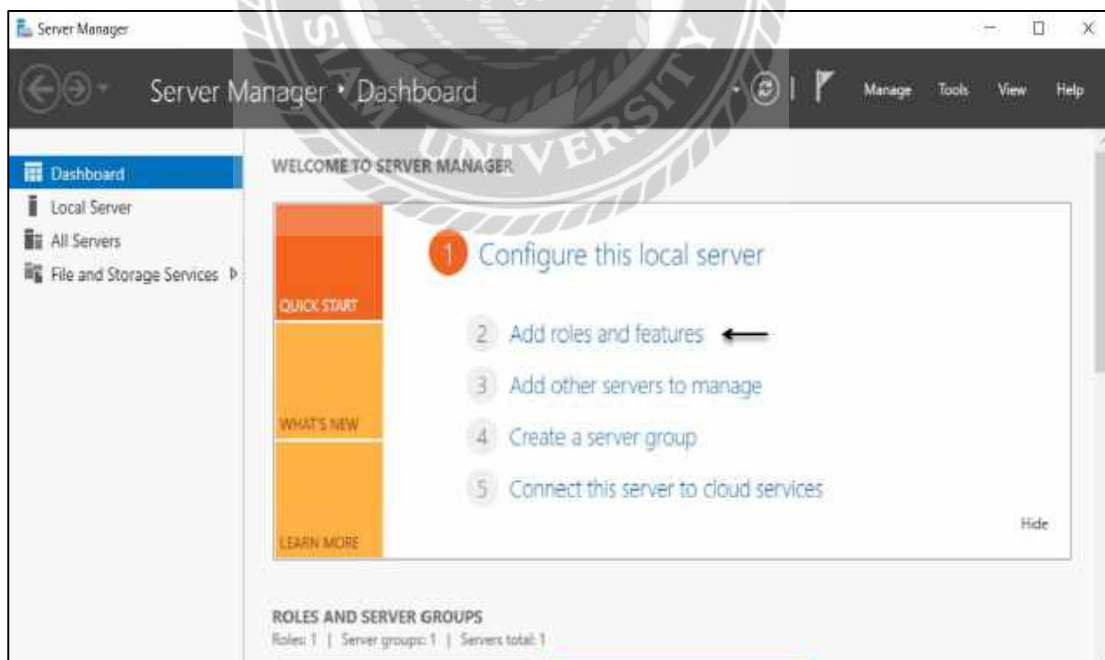 Server Manager
Server Manager • Dashboard
Manage Tools View Help
SIAM UNIVERSITY
Dashboard
Local Server
All Servers
File and Storage Services
WELCOME TO SERVER MANAGER
QUICK START
WHAT'S NEW
LEARN MORE
1 Configure this local server
2 Add roles and features
3 Add other servers to manage
4 Create a server group
5 Connect this server to cloud services
Hide
ROLES AND SERVER GROUPS
Roles: 1 | Server groups: 1 | Servers total: 1